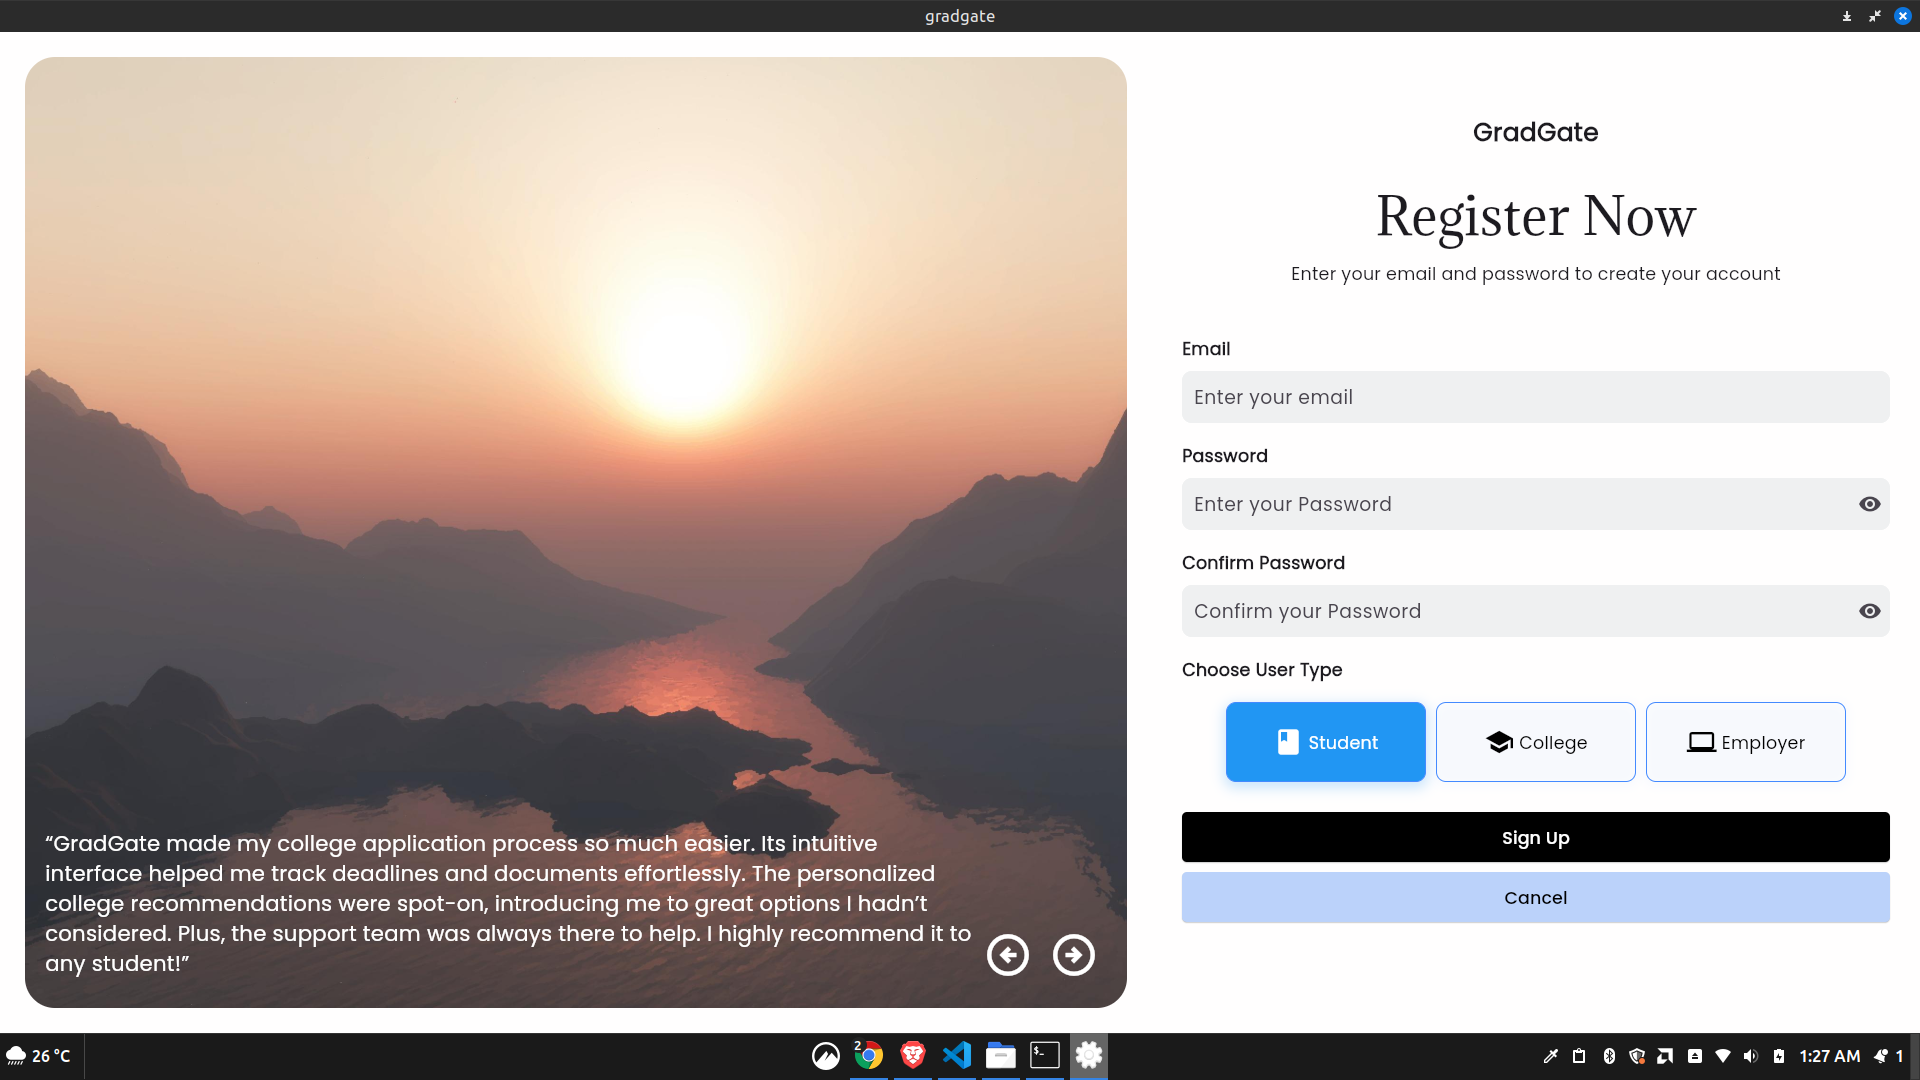 gradgate
GradGate
Register Now
Enter your email and password to create your account
Email
Enter your email
Password
Enter your Password
Confirm Password
Confirm your Password
Choose User Type
Student
College
Employer
Sign Up
Cancel
“GradGate made my college application process so much easier. Its intuitive
interface helped me track deadlines and documents effortlessly. The personalized
college recommendations were spot-on, introducing me to great options I hadn’t
considered. Plus, the support team was always there to help. I highly recommend it to
any student!”
26 °C
2
$-
1:27 AM
1